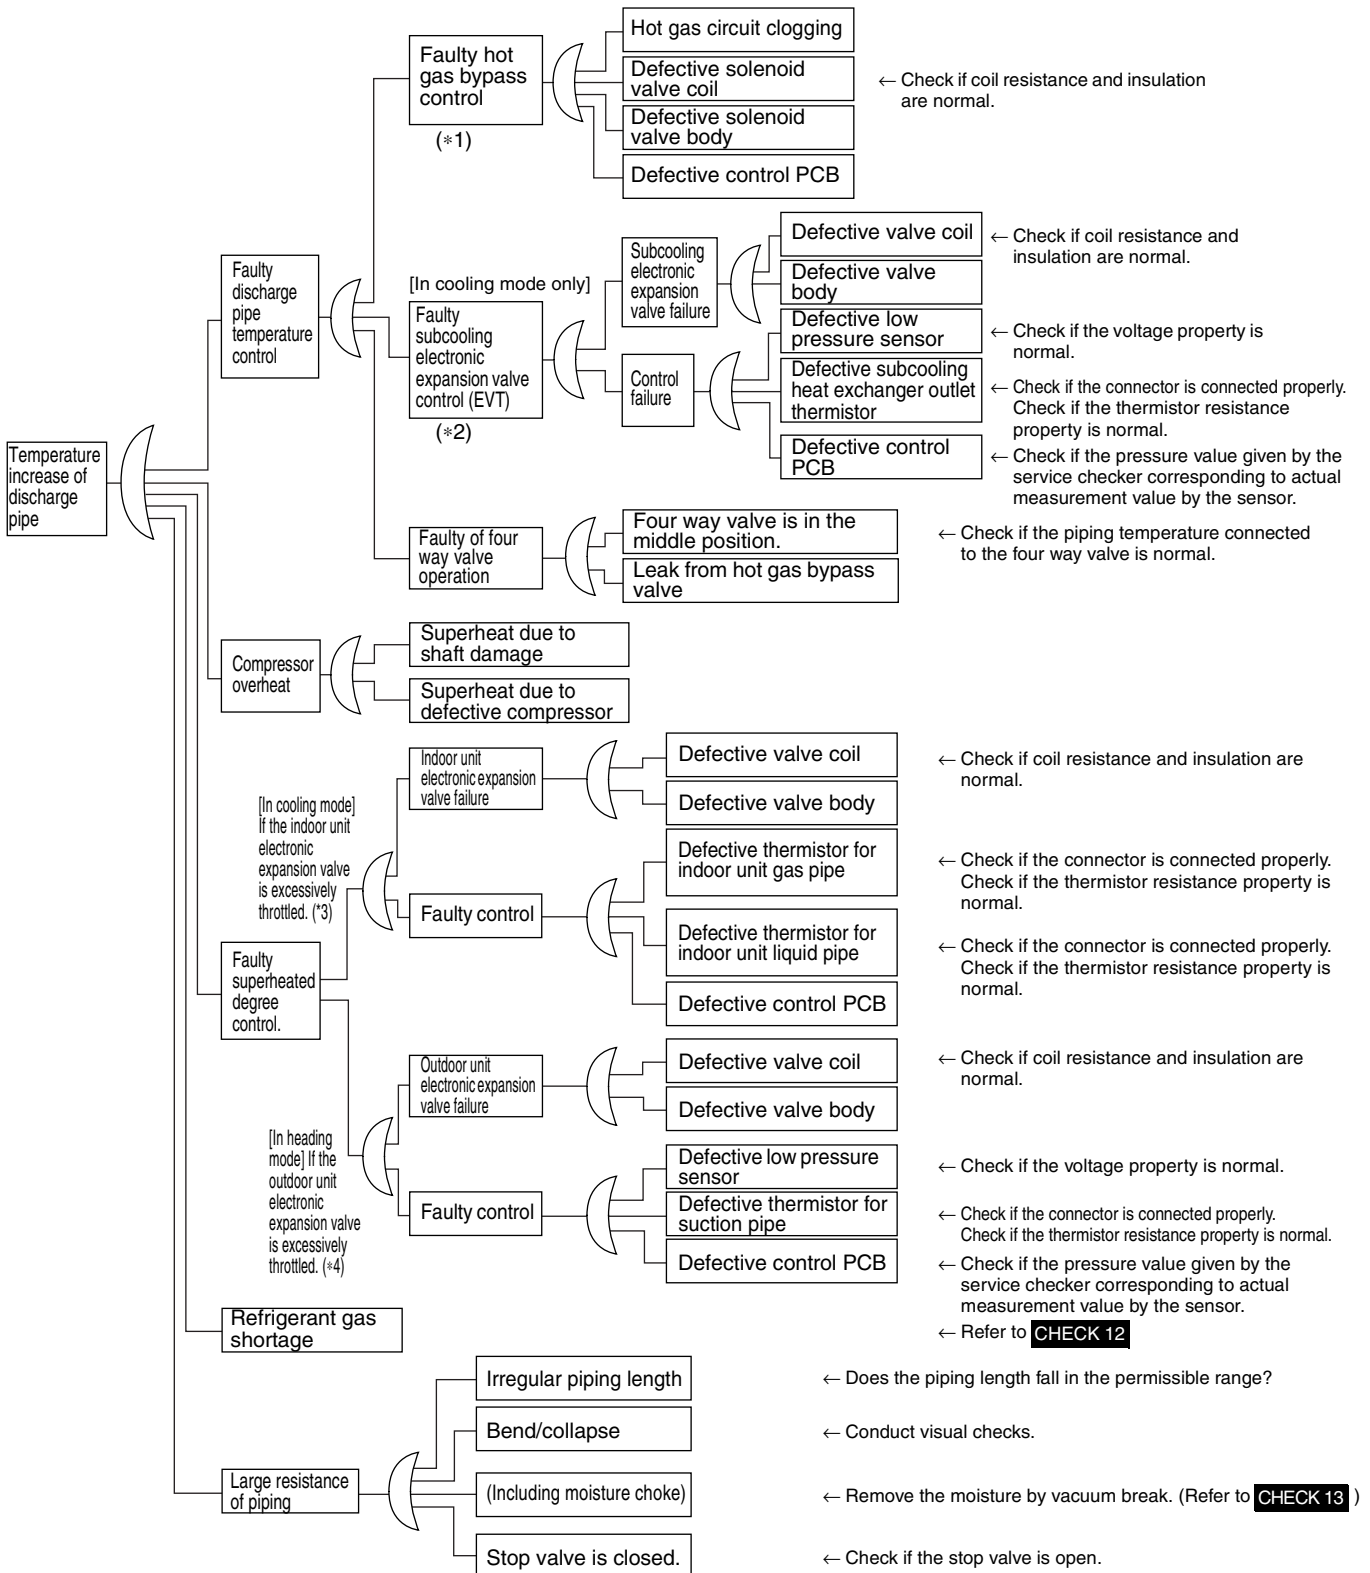 Hot gas circuit clogging
Faulty hot
gas bypass
control
(*1)
Defective solenoid
valve coil
← Check if coil resistance and insulation
are normal.
Defective solenoid
valve body
Defective control PCB
Faulty
discharge
pipe
temperature
control
[In cooling mode only]
Faulty
subcooling
electronic
expansion valve
control (EVT)
(*2)
Subcooling
electronic
expansion
valve failure
Defective valve coil
← Check if coil resistance and
insulation are normal.
Defective valve
body
Control
failure
Defective low
pressure sensor
← Check if the voltage property is
normal.
Defective subcooling
heat exchanger outlet
thermistor
← Check if the connector is connected properly.
Check if the thermistor resistance
property is normal.
Defective control
PCB
← Check if the pressure value given by the
service checker corresponding to actual
measurement value by the sensor.
Temperature
increase of
discharge
pipe
Faulty of four
way valve
operation
Four way valve is in the
middle position.
← Check if the piping temperature connected
to the four way valve is normal.
Leak from hot gas bypass
valve
Compressor
overheat
Superheat due to
shaft damage
Superheat due to
defective compressor
Faulty
superheated
degree
control.
[In cooling mode]
If the indoor unit
electronic
expansion valve
is excessively
throttled. (*3)
Indoor unit
electronic expansion
valve failure
Defective valve coil
← Check if coil resistance and insulation are
normal.
Defective valve body
Faulty control
Defective thermistor for
indoor unit gas pipe
← Check if the connector is connected properly.
Check if the thermistor resistance property is
normal.
Defective thermistor for
indoor unit liquid pipe
← Check if the connector is connected properly.
Check if the thermistor resistance property is
normal.
Defective control PCB
[In heading
mode] If the
outdoor unit
electronic
expansion valve
is excessively
throttled. (*4)
Outdoor unit
electronic expansion
valve failure
Defective valve coil
← Check if coil resistance and insulation are
normal.
Defective valve body
Faulty control
Defective low pressure
sensor
← Check if the voltage property is normal.
Defective thermistor for
suction pipe
← Check if the connector is connected properly.
Check if the thermistor resistance property is normal.
Defective control PCB
← Check if the pressure value given by the
service checker corresponding to actual
measurement value by the sensor.
Refrigerant gas
shortage
← Refer to CHECK 12
Large resistance
of piping
Irregular piping length
← Does the piping length fall in the permissible range?
Bend/collapse
← Conduct visual checks.
(Including moisture choke)
← Remove the moisture by vacuum break. (Refer to CHECK 13 )
Stop valve is closed.
← Check if the stop valve is open.